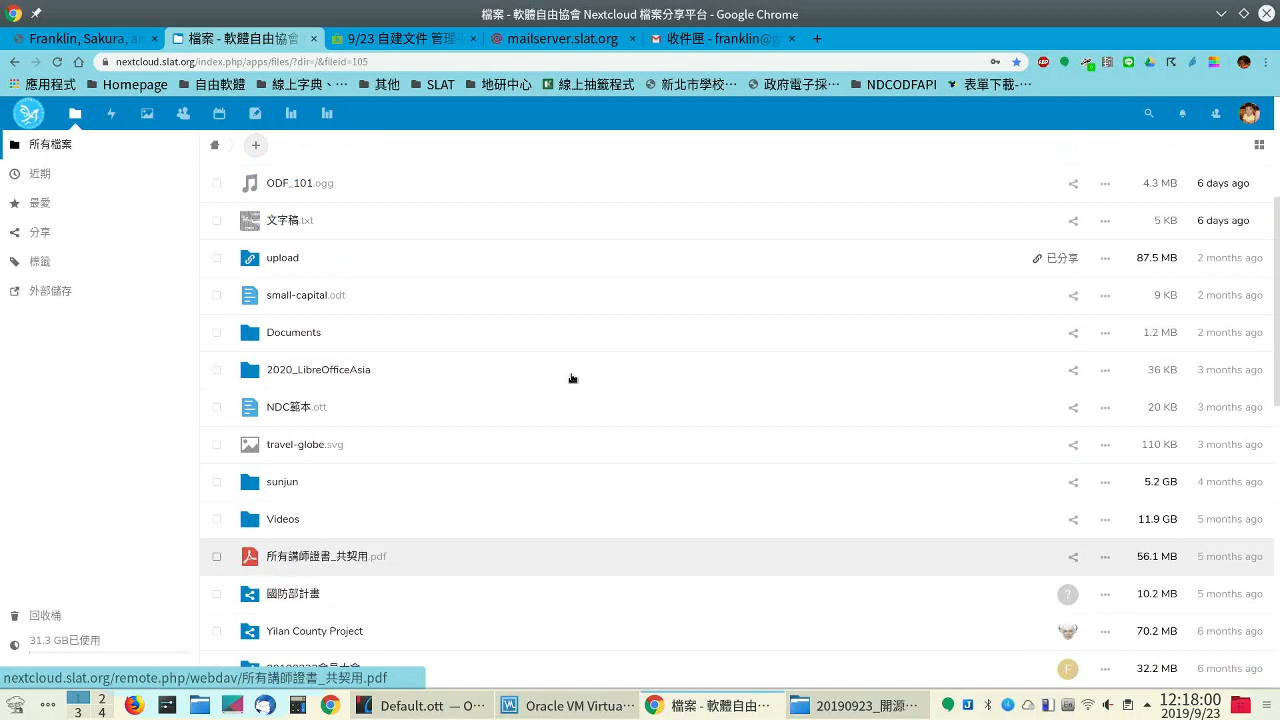 檔案 - 軟體自由協會 Nextcloud 檔案分享平台 - Google Chrome
Franklin, Sakura, an × 檔案 - 軟體自由協會 × 9/23 自建文件 管理 × mailserver.slat.org × 收件匣 - franklin@g × +
nextcloud.slat.org/index.php/apps/files/?dir=/&fileid=105
應用程式 Homepage 自由軟體 線上字典、… 其他 SLAT 地研中心 線上抽籤程式 新北市學校… 政府電子採… NDCODFAPI 表單下載-…
所有檔案
近期
最愛
分享
標籤
外部儲存
回收桶
31.3 GB已使用
ODF_101.ogg 4.3 MB 6 days ago
文字稿.txt 5 KB 6 days ago
upload 已分享 87.5 MB 2 months ago
small-capital.odt 9 KB 2 months ago
Documents 1.2 MB 2 months ago
2020_LibreOfficeAsia 36 KB 3 months ago
NDC範本.ott 20 KB 3 months ago
travel-globe.svg 110 KB 3 months ago
sunjun 5.2 GB 4 months ago
Videos 11.9 GB 5 months ago
所有講師證書_共契用.pdf 56.1 MB 5 months ago
國防部計畫 ? 10.2 MB 5 months ago
Yilan County Project 70.2 MB 6 months ago
F 32.2 MB 6 months ago
nextcloud.slat.org/remote.php/webdav/所有講師證書_共契用.pdf
1 2 3 4 Default.ott — O… Oracle VM Virtua… 檔案 - 軟體自由… 20190923_開源… 12:18:00
2019/9/23